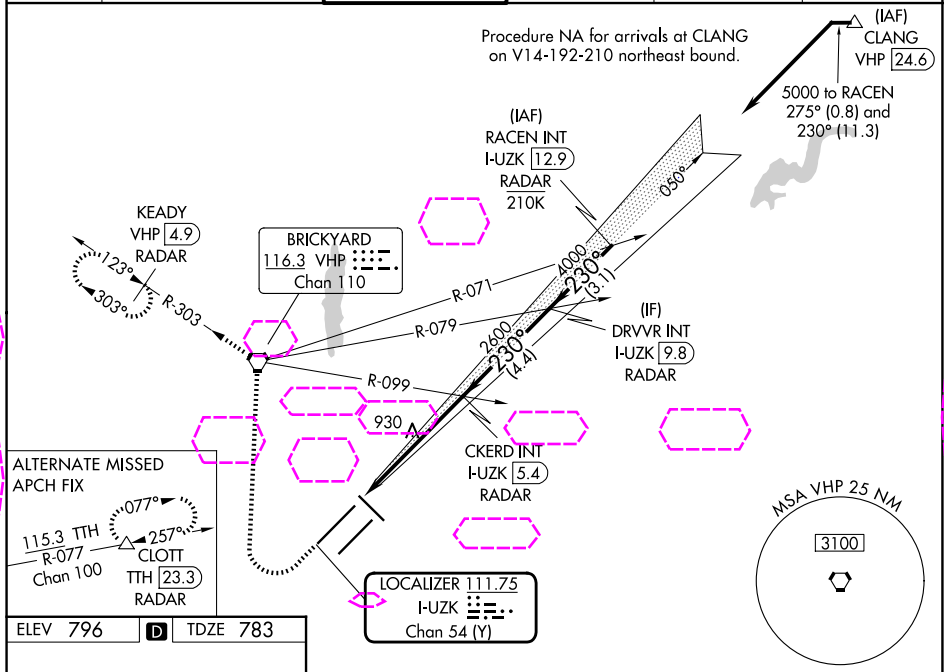 Procedure NA for arrivals at CLANG
on V14-192-210 northeast bound.
(IAF)
CLANG
VHP 24.6
5000 to RACEN
275° (0.8) and
230° (11.3)
(IAF)
RACEN INT
I-UZK 12.9
RADAR
210K
050°
KEADY
VHP 4.9
RADAR
123°
303°
R-303
BRICKYARD
116.3 VHP
Chan 110
R-071
R-079
R-099
4000
230°
(3.1)
2600
230°
(4.4)
(IF)
DRVVR INT
I-UZK 9.8
RADAR
930
CKERD INT
I-UZK 5.4
RADAR
ALTERNATE MISSED
APCH FIX
077°
257°
115.3 TTH
R-077
Chan 100
CLOTT
TTH 23.3
RADAR
MSA VHP 25 NM
3100
LOCALIZER 111.75
I-UZK
Chan 54 (Y)
ELEV 796 D TDZE 783